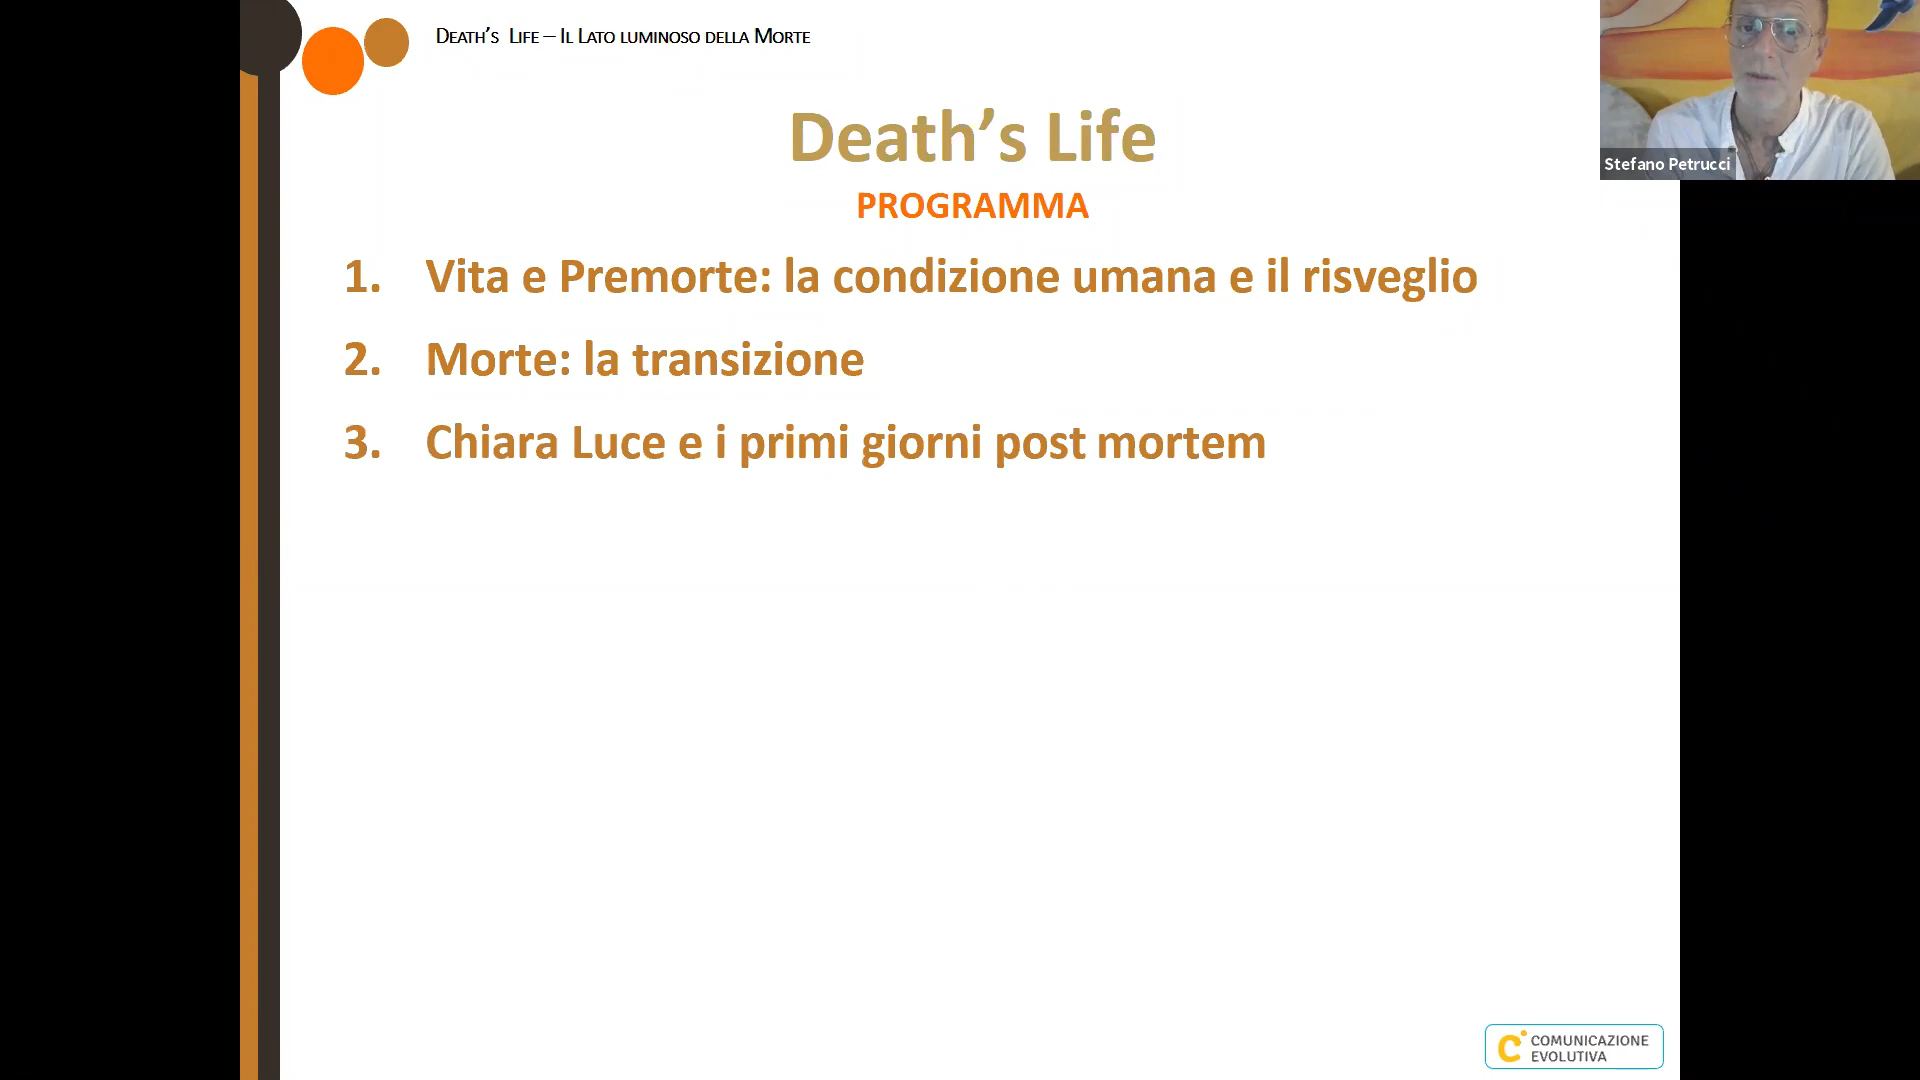 Death’s Life – Il Lato luminoso della Morte
Stefano Petrucci
Death’s Life
PROGRAMMA
1. Vita e Premorte: la condizione umana e il risveglio
2. Morte: la transizione
3. Chiara Luce e i primi giorni post mortem
COMUNICAZIONE
EVOLUTIVA